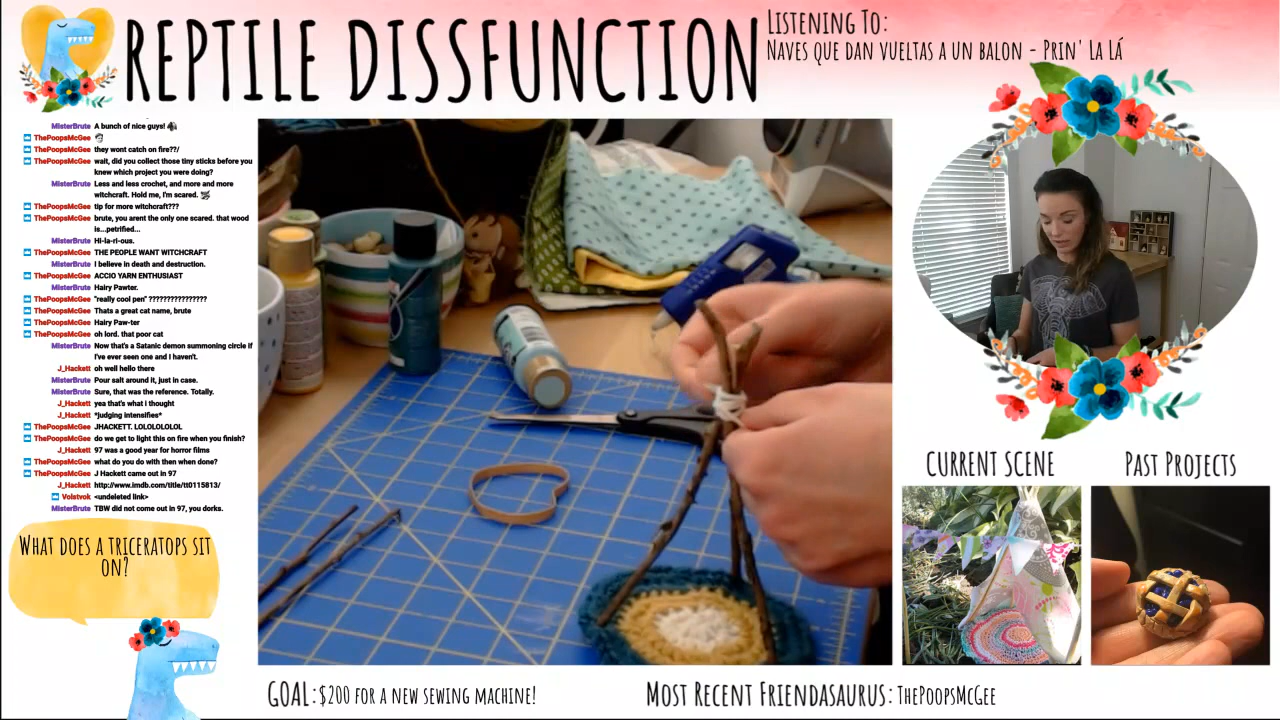 REPTILE DISSFUNCTION
LISTENING TO:
NAVES QUE DAN VUELTAS A UN BALON - PRIN' LA LÁ
MisterBrute A bunch of nice guys!
ThePoopsMcGee
ThePoopsMcGee they wont catch on fire??/
ThePoopsMcGee wait, did you collect those tiny sticks before you
knew which project you were doing?
MisterBrute Less and less crochet, and more and more
witchcraft. Hold me, I'm scared.
ThePoopsMcGee tip for more witchcraft???
ThePoopsMcGee brute, you arent the only one scared. that wood
is...petrified...
MisterBrute Hi-la-ri-ous.
ThePoopsMcGee THE PEOPLE WANT WITCHCRAFT
MisterBrute I believe in death and destruction.
ThePoopsMcGee ACCIO YARN ENTHUSIAST
MisterBrute Hairy Pawter.
ThePoopsMcGee "really cool pen" ????????????????
ThePoopsMcGee Thats a great cat name, brute
ThePoopsMcGee Hairy Paw-ter
ThePoopsMcGee oh lord. that poor cat
MisterBrute Now that's a Satanic demon summoning circle if
I've ever seen one and I haven't.
J_Hackett oh well hello there
MisterBrute Pour salt around it, just in case.
MisterBrute Sure, that was the reference. Totally.
J_Hackett yea that's what i thought
J_Hackett *judging intensifies*
ThePoopsMcGee JHACKETT. LOLOLOLOLOL
ThePoopsMcGee do we get to light this on fire when you finish?
J_Hackett 97 was a good year for horror films
ThePoopsMcGee what do you do with then when done?
ThePoopsMcGee J Hackett came out in 97
J_Hackett http://www.imdb.com/title/tt0115813/
Volstvok <undeleted link>
MisterBrute TBW did not come out in 97, you dorks.
WHAT DOES A TRICERATOPS SIT
ON?
CURRENT SCENE
PAST PROJECTS
GOAL: $200 FOR A NEW SEWING MACHINE!
MOST RECENT FRIENDASAURUS: THEPOOPSMCGEE